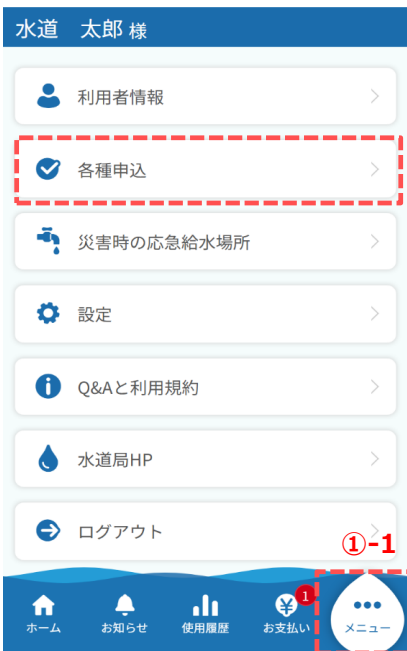 水道　太郎 様
利用者情報
各種申込
災害時の応急給水場所
設定
Q&Aと利用規約
水道局HP
ログアウト
①-1
1
ホーム お知らせ 使用履歴 お支払い メニュー